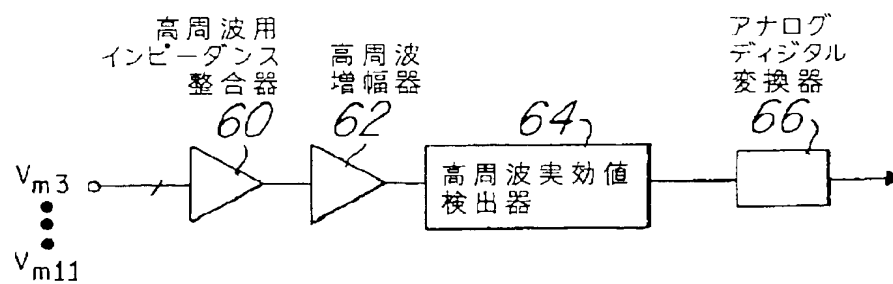 高周波用
インピーダンス
整合器
60
高周波
増幅器
62
64
アナログ
ディジタル
変換器
66
Vm3
Vm11
高周波実効値
検出器